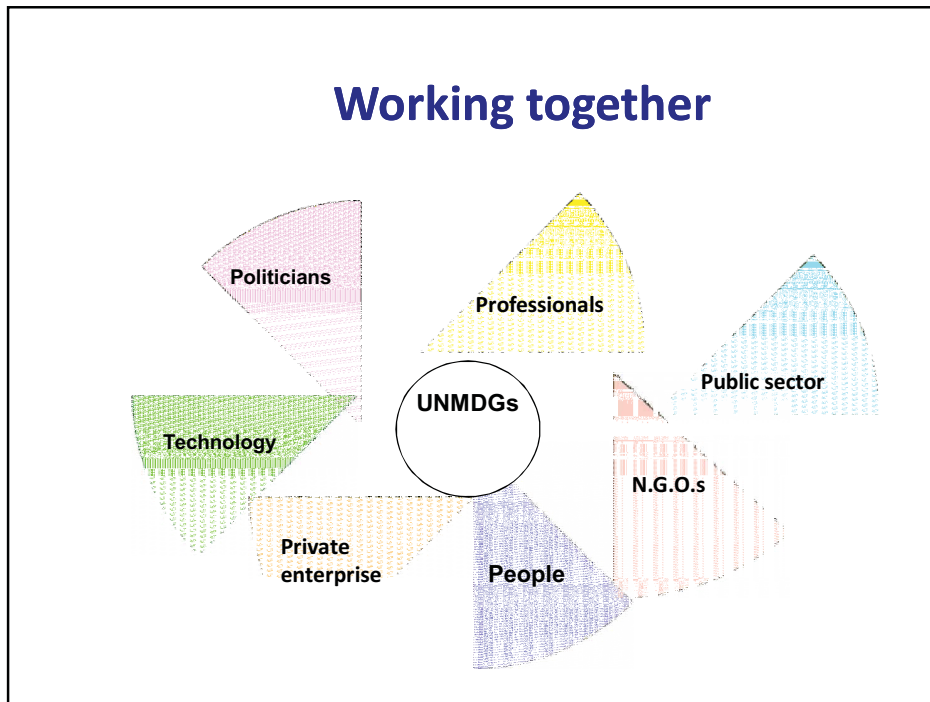 Working together
Politicians
Professionals
Public sector
UNMDGs
Technology
N.G.O.s
Private
enterprise
People